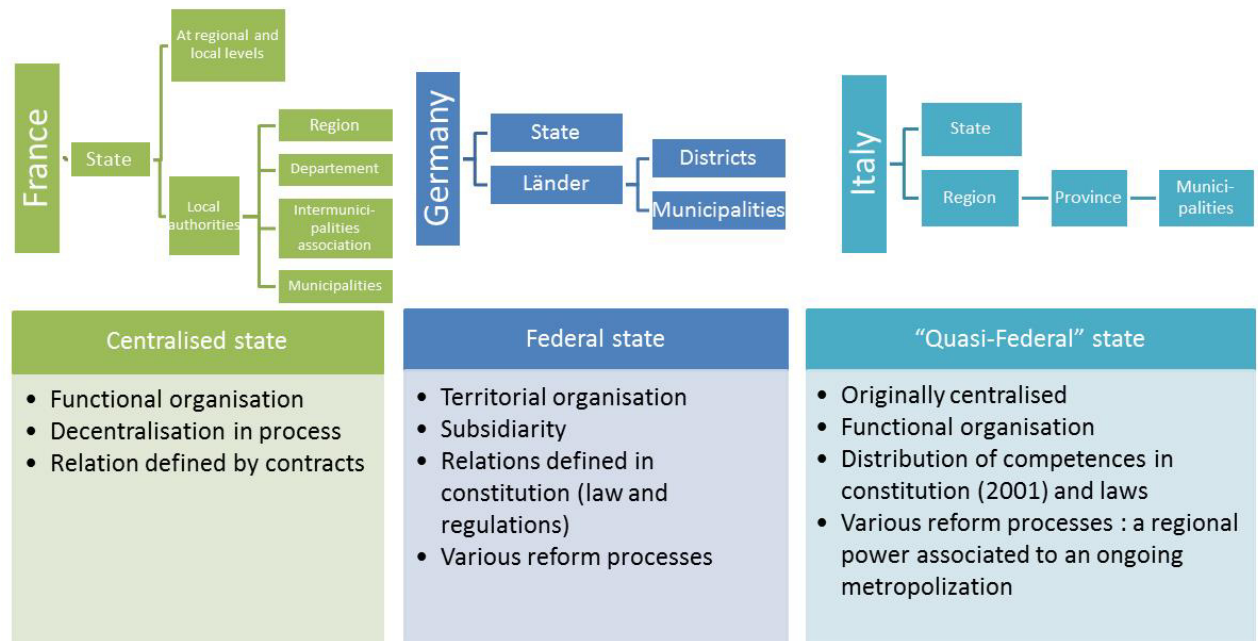 France
State
At regional and
local levels
Local
authorities
Region
Departement
Intermunici-
palities
association
Municipalities
Germany
State
Länder
Districts
Municipalities
Italy
State
Region
Province
Munici-
palities
Centralised state
• Functional organisation
• Decentralisation in process
• Relation defined by contracts
Federal state
• Territorial organisation
• Subsidiarity
• Relations defined in
constitution (law and
regulations)
• Various reform processes
“Quasi-Federal” state
• Originally centralised
• Functional organisation
• Distribution of competences in
constitution (2001) and laws
• Various reform processes : a regional
power associated to an ongoing
metropolization